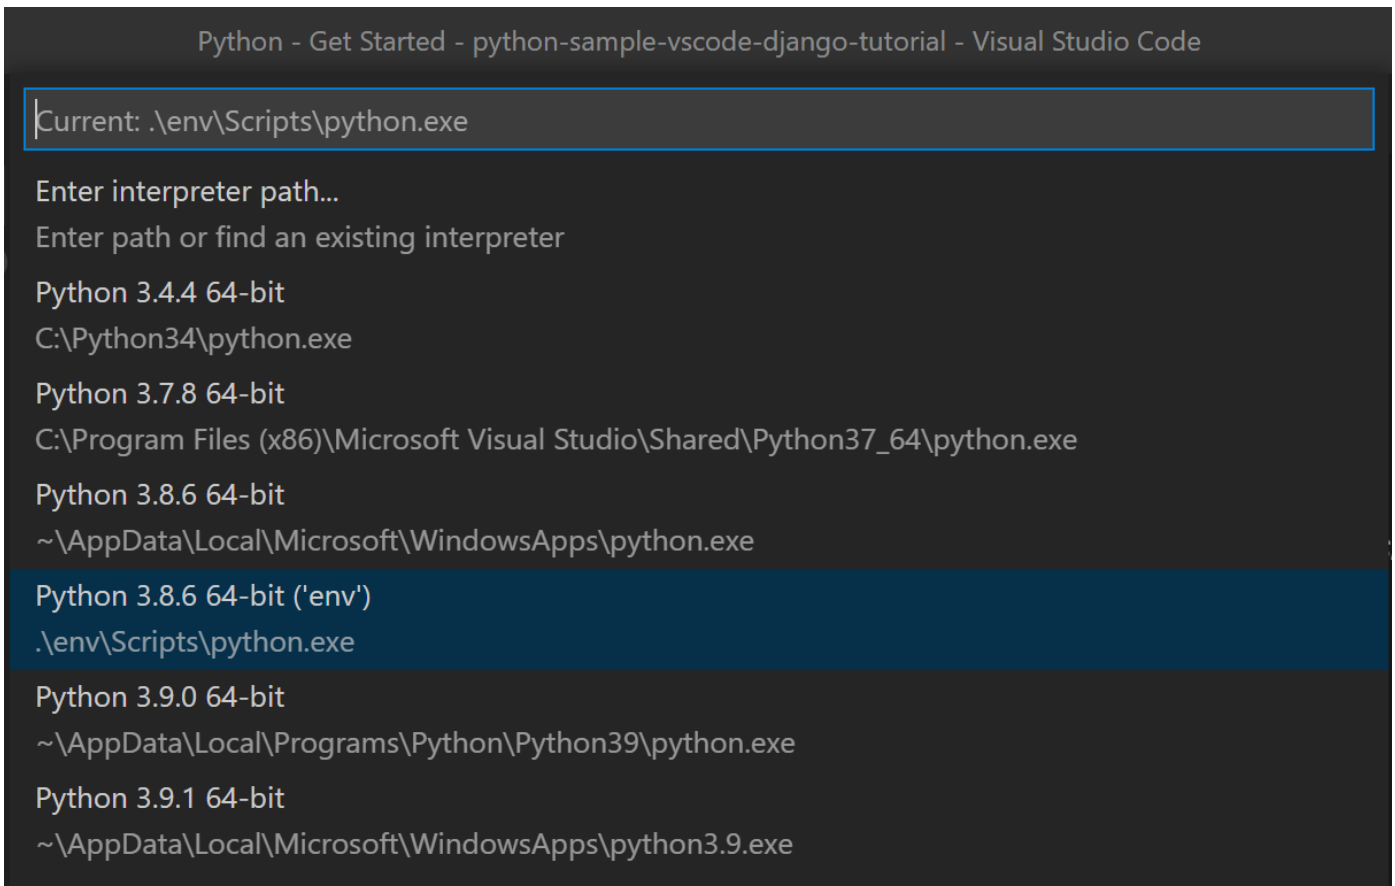 Python - Get Started - python-sample-vscode-django-tutorial - Visual Studio Code
Current: .\env\Scripts\python.exe
Enter interpreter path...
Enter path or find an existing interpreter
Python 3.4.4 64-bit
C:\Python34\python.exe
Python 3.7.8 64-bit
C:\Program Files (x86)\Microsoft Visual Studio\Shared\Python37_64\python.exe
Python 3.8.6 64-bit
~\AppData\Local\Microsoft\WindowsApps\python.exe
Python 3.8.6 64-bit ('env')
.\env\Scripts\python.exe
Python 3.9.0 64-bit
~\AppData\Local\Programs\Python\Python39\python.exe
Python 3.9.1 64-bit
~\AppData\Local\Microsoft\WindowsApps\python3.9.exe